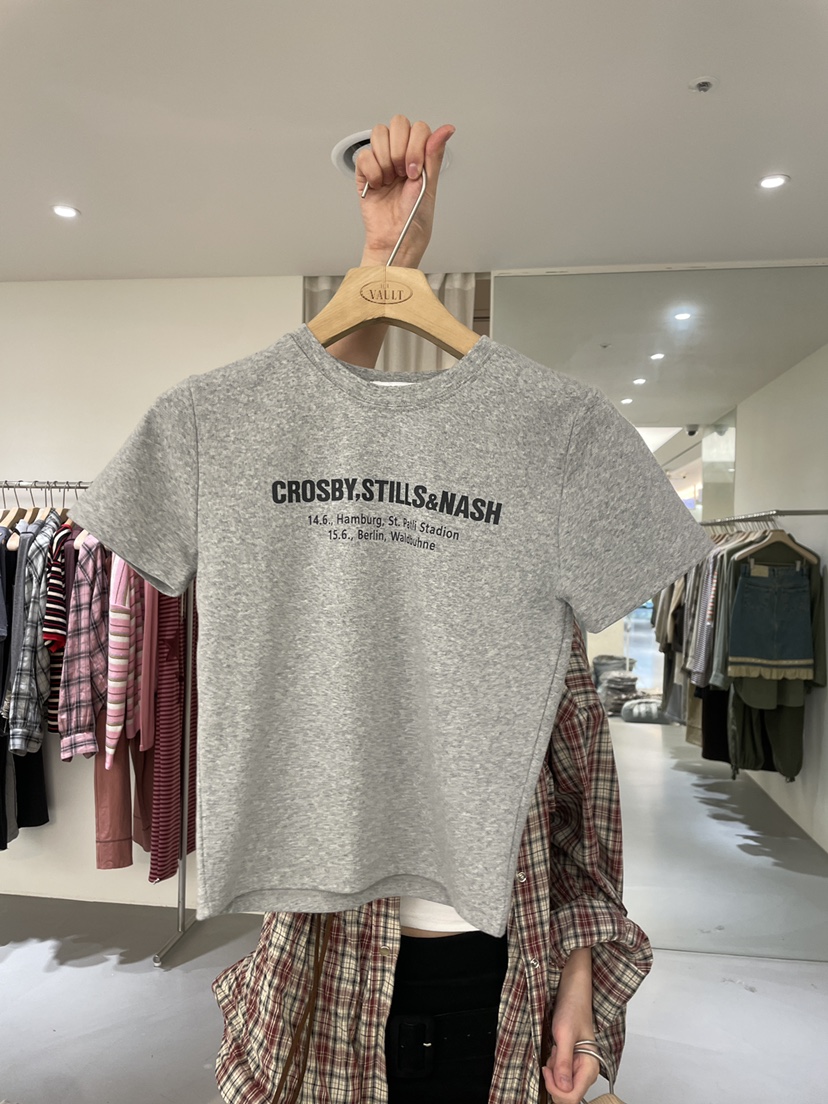 VAULT
CROSBY,STILLS&NASH
14.6., Hamburg, St. Pauli Stadion
15.6., Berlin, Waldbuhne